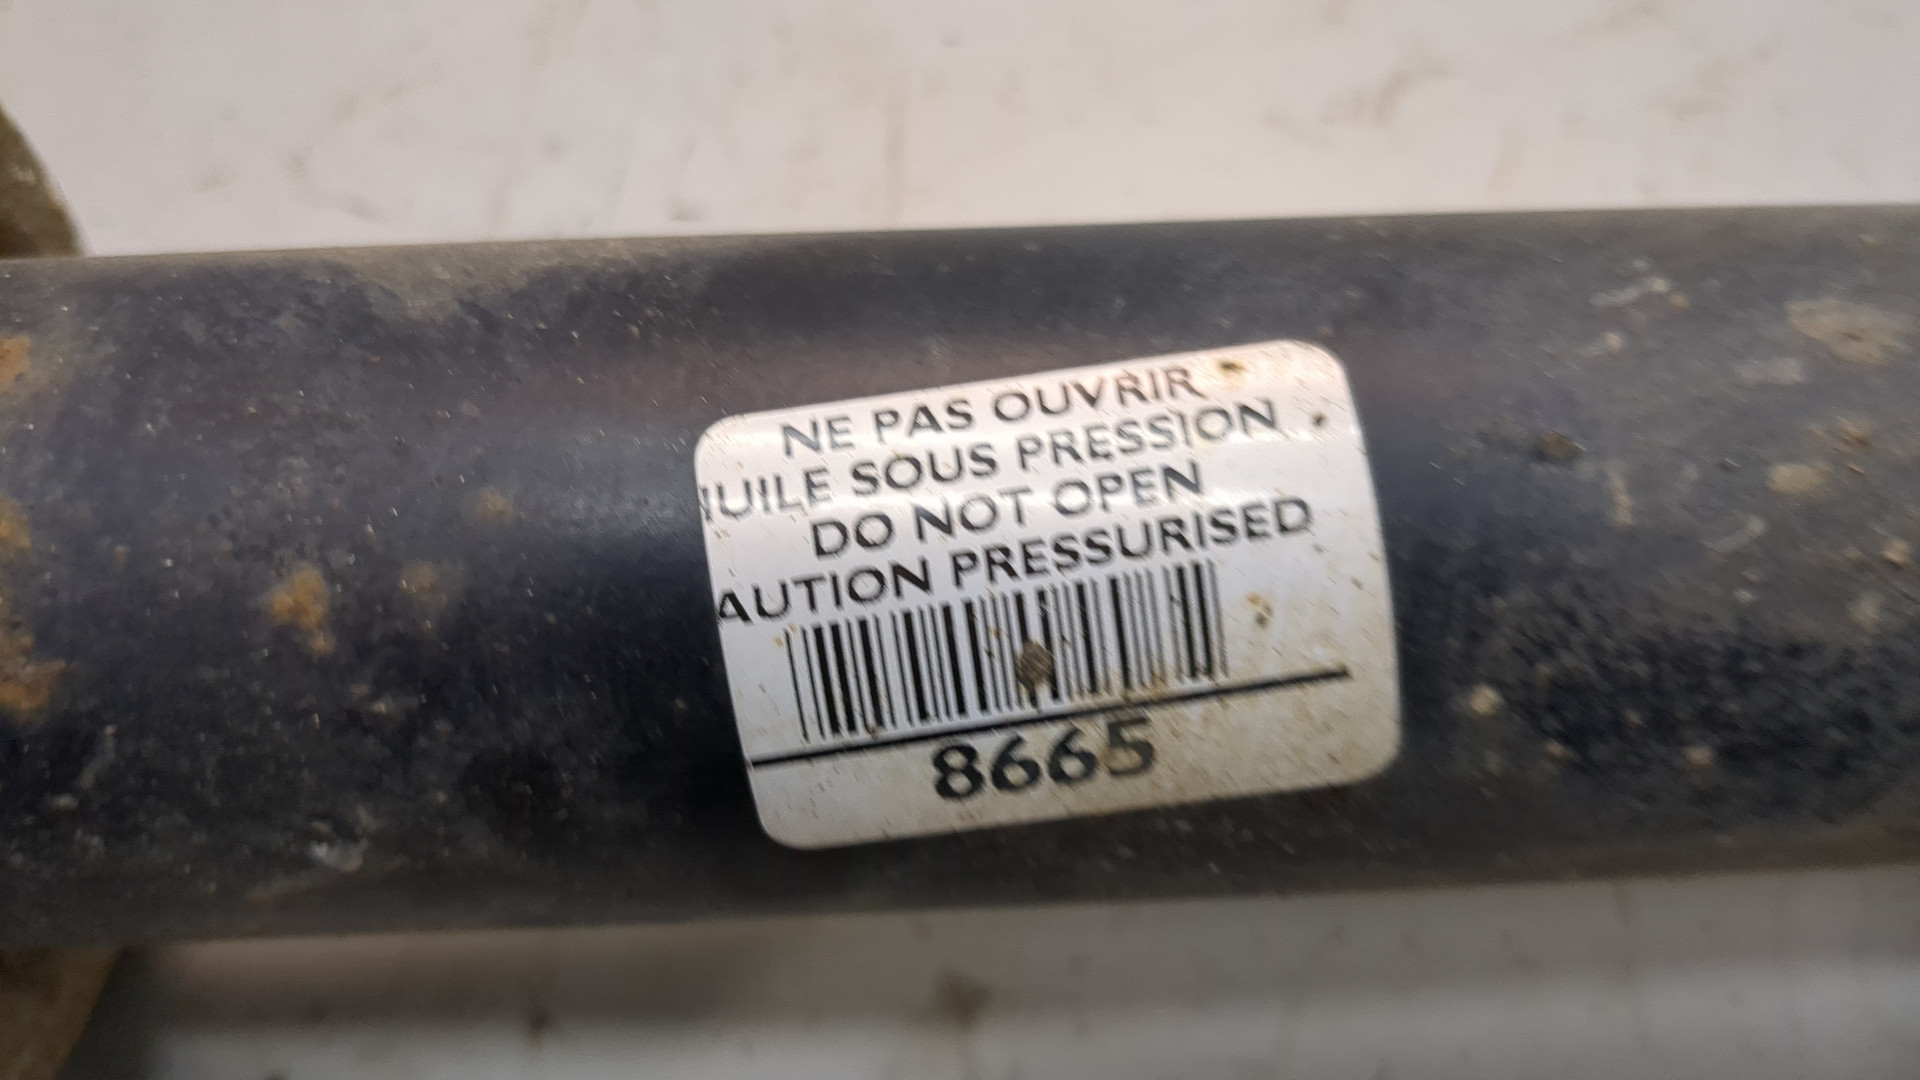 NE PAS OUVRIR
HUILE SOUS PRESSION
DO NOT OPEN
AUTION PRESSURISED
8665